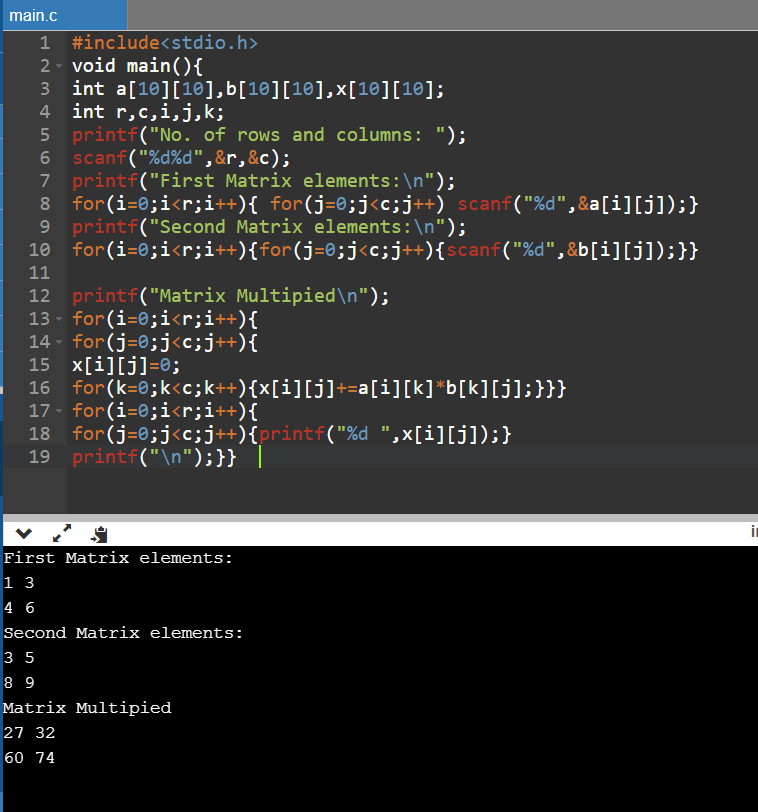 main.c
1 #include<stdio.h>
2 void main(){
3 int a[10][10],b[10][10],x[10][10];
4 int r,c,i,j,k;
5 printf("No. of rows and columns: ");
6 scanf("%d%d",&r,&c);
7 printf("First Matrix elements:\n");
8 for(i=0;i<r;i++){ for(j=0;j<c;j++) scanf("%d",&a[i][j]);}
9 printf("Second Matrix elements:\n");
10 for(i=0;i<r;i++){for(j=0;j<c;j++){scanf("%d",&b[i][j]);}}
11
12 printf("Matrix Multipied\n");
13 for(i=0;i<r;i++){
14 for(j=0;j<c;j++){
15 x[i][j]=0;
16 for(k=0;k<c;k++){x[i][j]+=a[i][k]*b[k][j];}}}
17 for(i=0;i<r;i++){
18 for(j=0;j<c;j++){printf("%d ",x[i][j]);}
19 printf("\n");}}
First Matrix elements:
1 3
4 6
Second Matrix elements:
3 5
8 9
Matrix Multipied
27 32
60 74